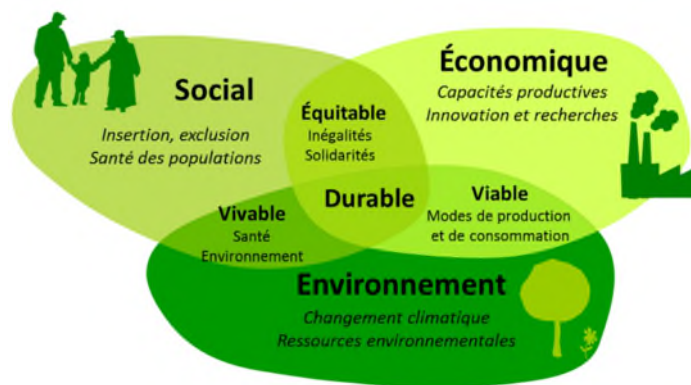 Social
Insertion, exclusion
Santé des populations
Économique
Capacités productives
Innovation et recherches
Équitable
Inégalités
Solidarités
Durable
Vivable
Santé
Environnement
Viable
Modes de production
et de consommation
Environnement
Changement climatique
Ressources environnementales